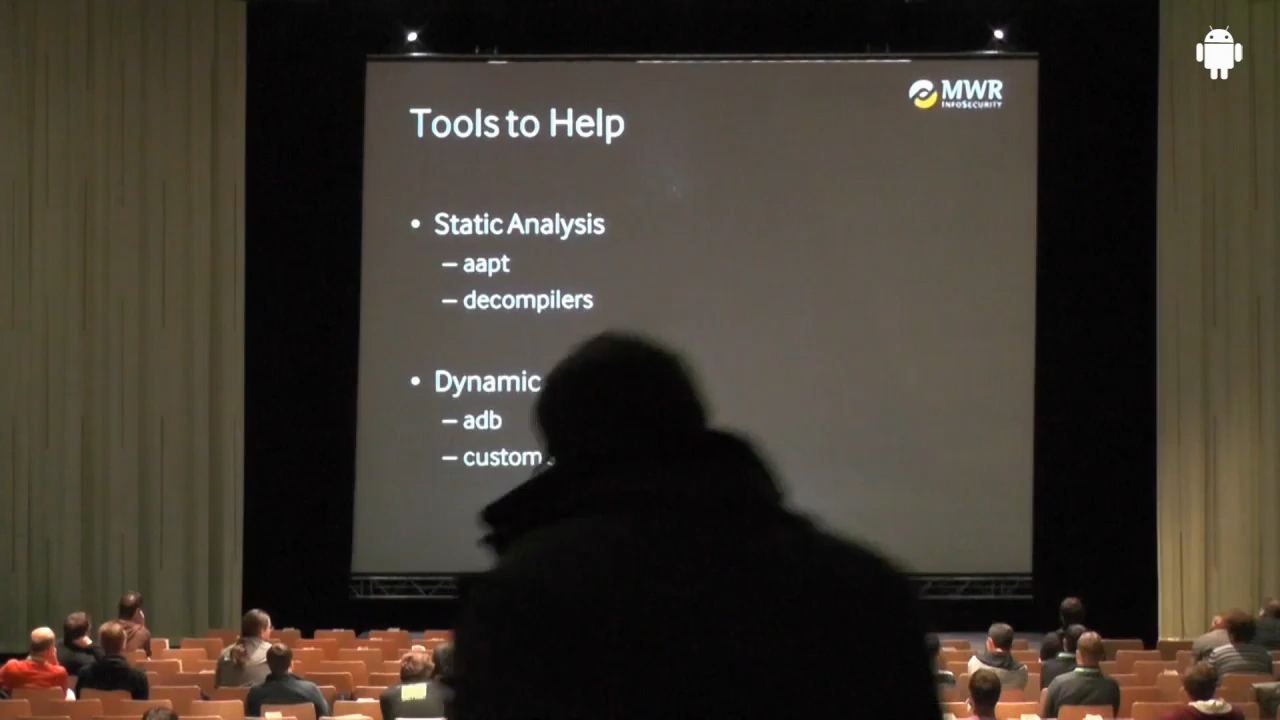 MWR
INFOSECURITY
Tools to Help
• Static Analysis
– aapt
– decompilers
• Dynamic
– adb
– custom